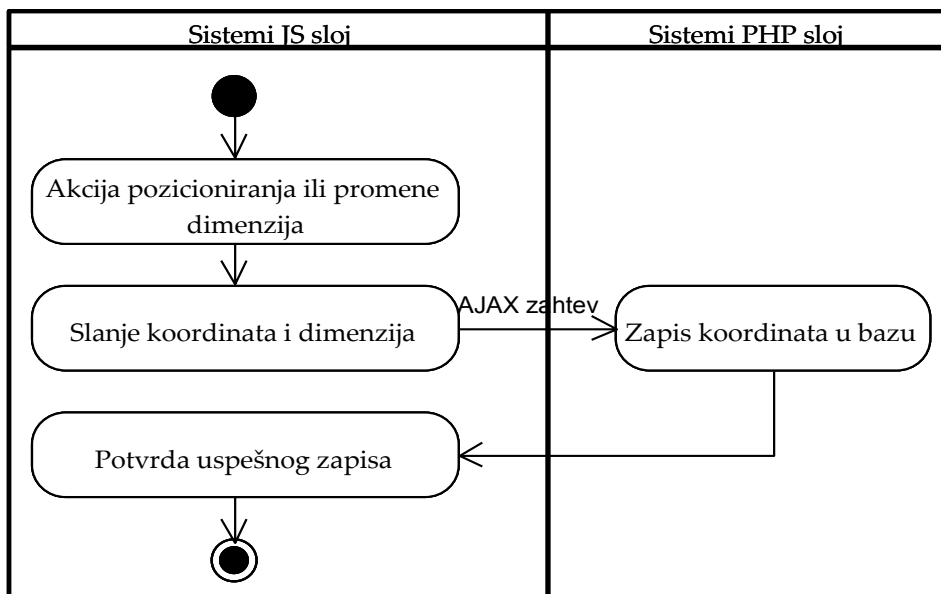 Sistemi JS sloj
Sistemi PHP sloj
Akcija pozicioniranja ili promene
dimenzija
Slanje koordinata i dimenzija
AJAX zahtev
Zapis koordinata u bazu
Potvrda uspešnog zapisa